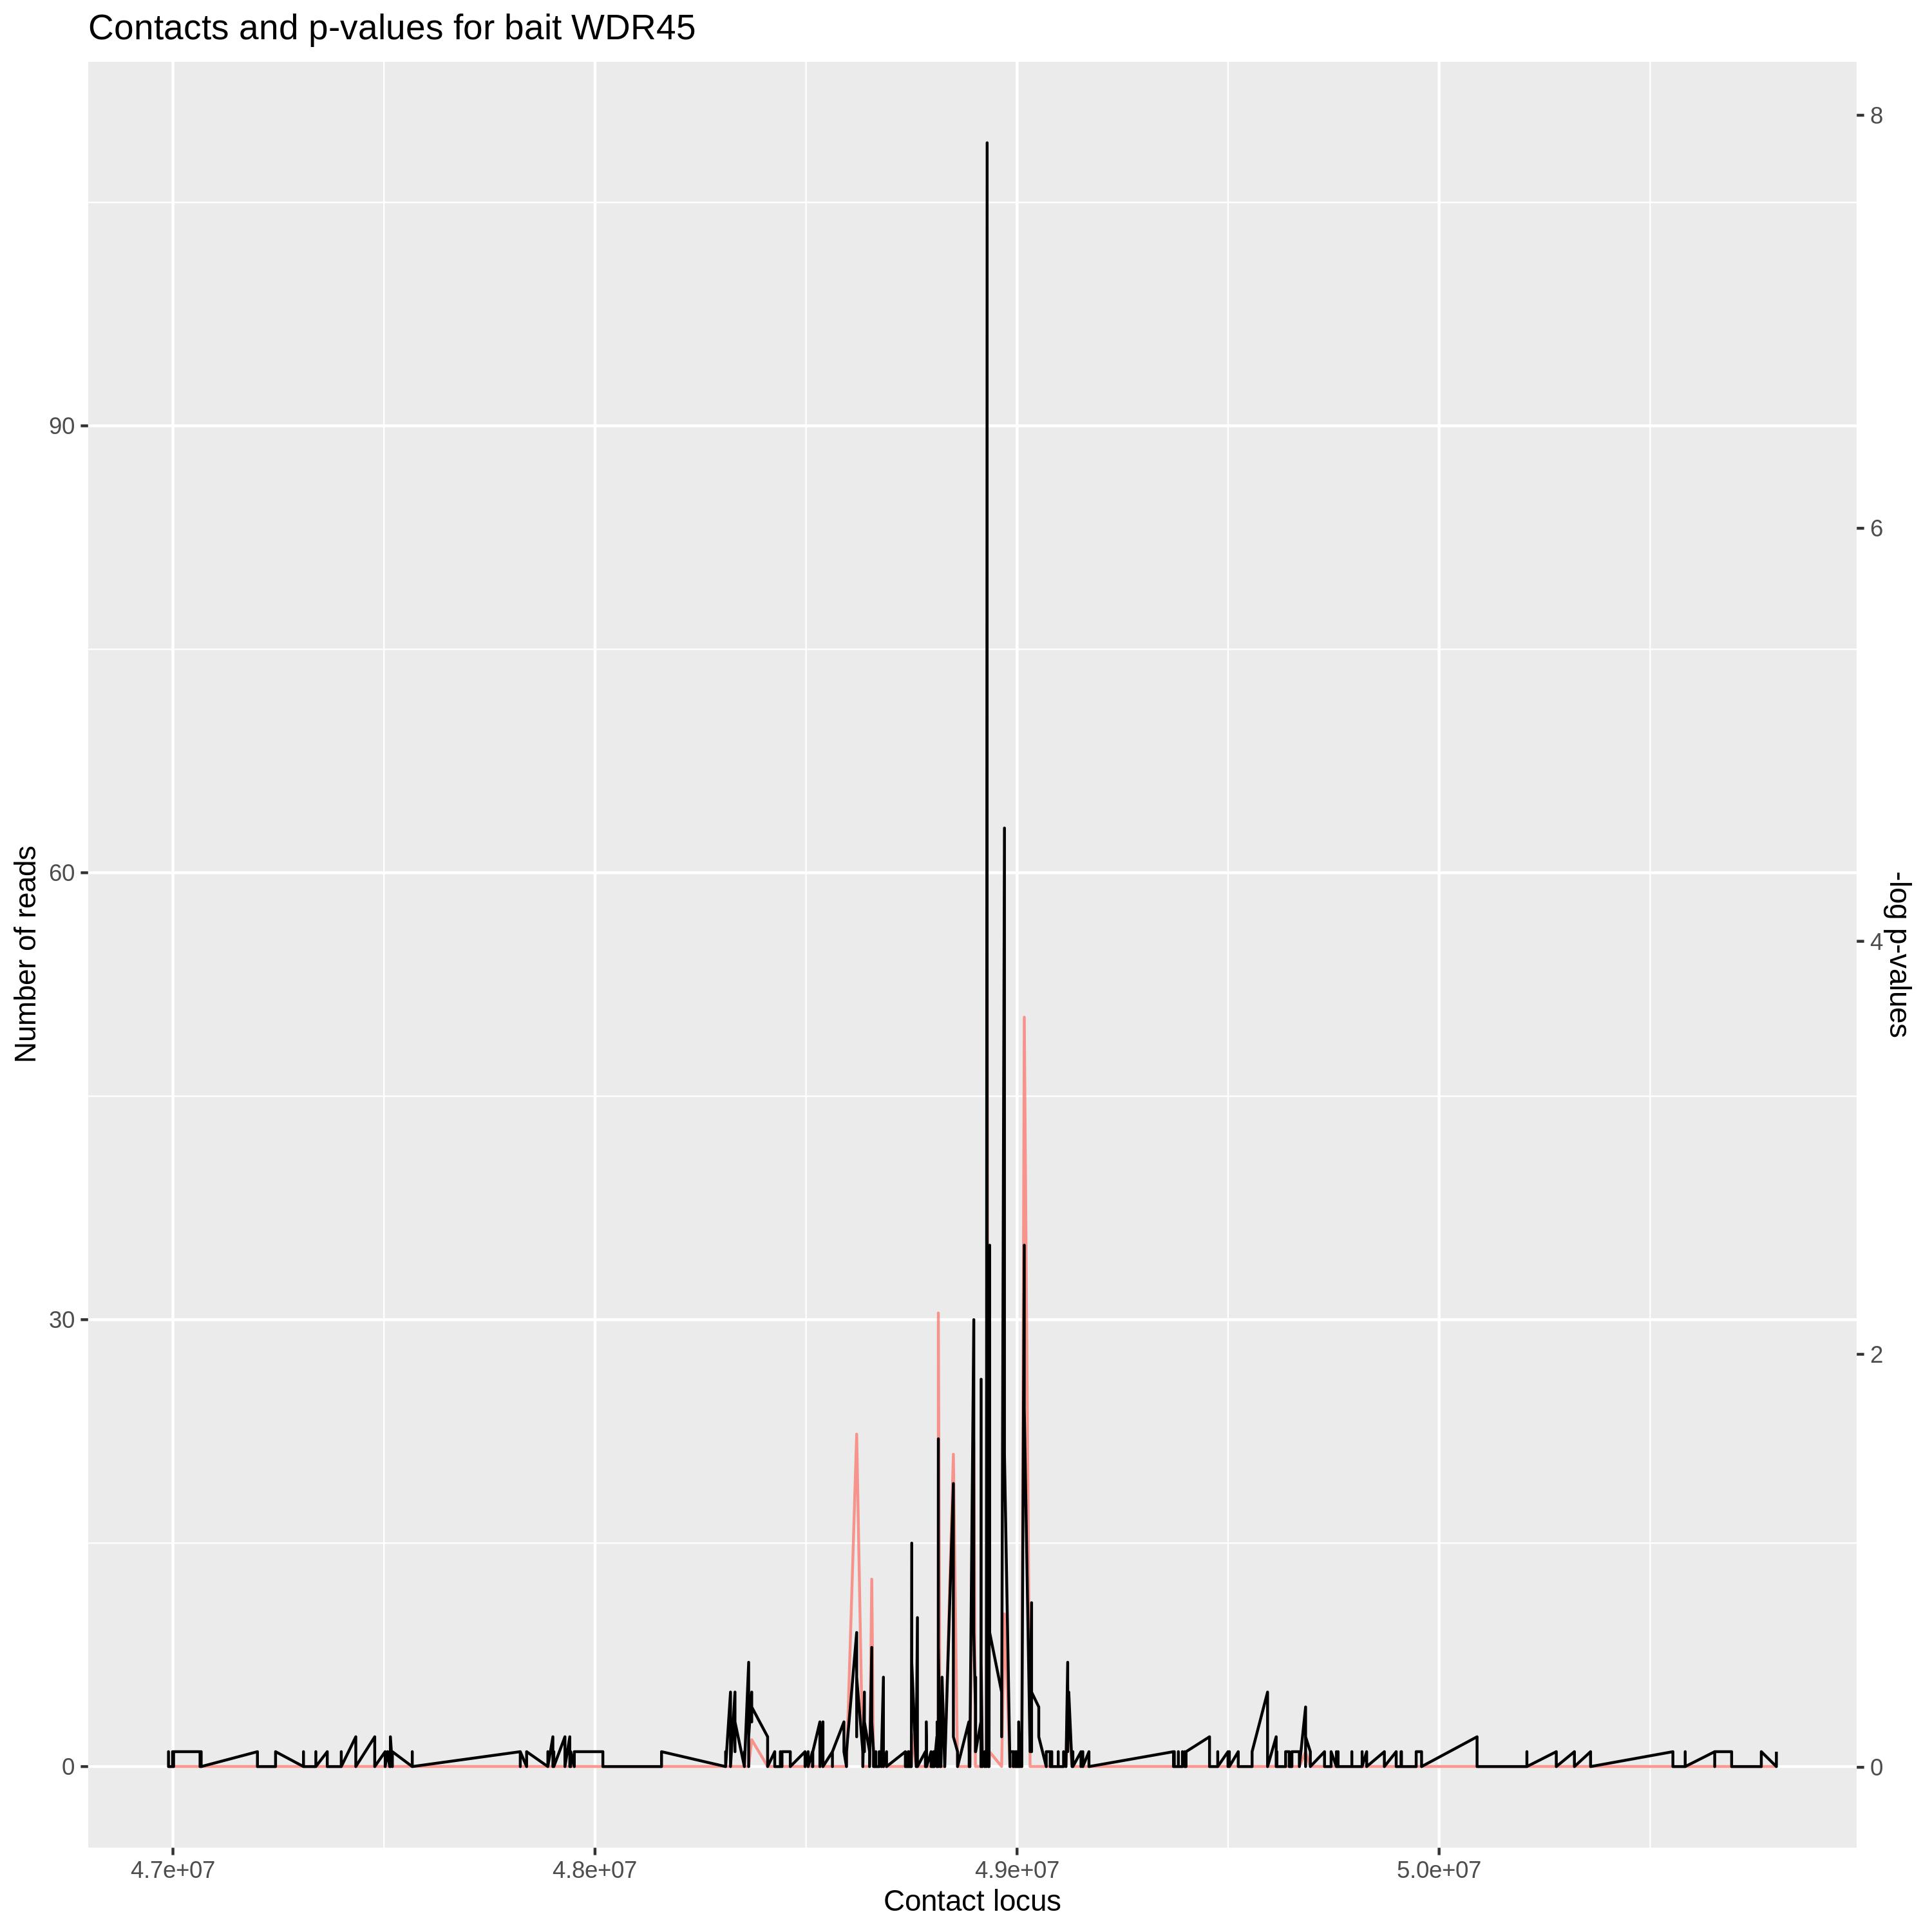 Contacts and p-values for bait WDR45
Number of reads
90
60
30
0
8
6
4
2
0
-log p-values
4.7e+07
4.8e+07
4.9e+07
5.0e+07
Contact locus